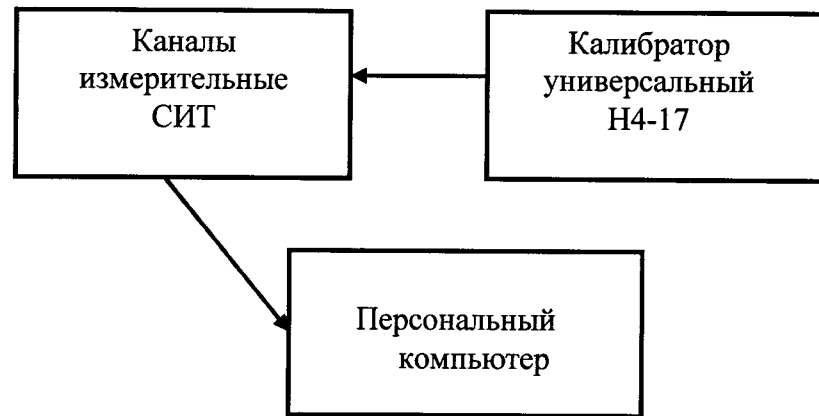 Каналы
измерительные
СИТ
Калибратор
универсальный
Н4-17
Персональный
компьютер